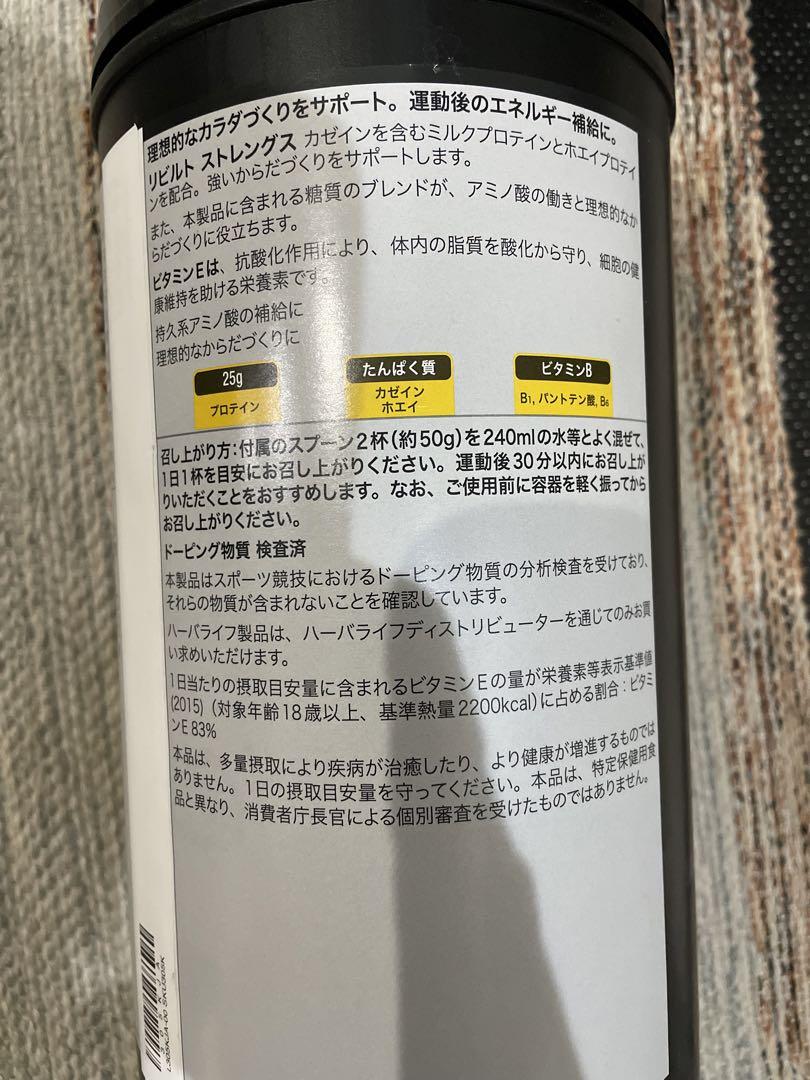 理想的なカラダづくりをサポート。運動後のエネルギー補給に。
リビルト ストレングス カゼインを含むミルクプロテインとホエイプロテイ
ンを配合。強いからだづくりをサポートします。
また、本製品に含まれる糖質のブレンドが、アミノ酸の働きと理想的なか
らだづくりに役立ちます。
ビタミンEは、抗酸化作用により、体内の脂質を酸化から守り、細胞の健
康維持を助ける栄養素です。
持久系アミノ酸の補給に
理想的なからだづくりに
25g
プロテイン
たんぱく質
カゼイン
ホエイ
ビタミンB
B1, パントテン酸, B6
召し上がり方:付属のスプーン2杯(約50g)を240mlの水等とよく混ぜて、
1日1杯を目安にお召し上がりください。運動後30分以内にお召し上が
りいただくことをおすすめします。なお、ご使用前に容器を軽く振ってから
お召し上がりください。
ドーピング物質 検査済
本製品はスポーツ競技におけるドーピング物質の分析検査を受けており、
それらの物質が含まれないことを確認しています。
ハーバライフ製品は、ハーバライフディストリビューターを通じてのみお買
い求めいただけます。
1日当たりの摂取目安量に含まれるビタミンEの量が栄養素等表示基準値
(2015)(対象年齢18歳以上、基準熱量2200kcal)に占める割合:ビタミ
ンE 83%
本品は、多量摂取により疾病が治癒したり、より健康が増進するものでは
ありません。1日の摂取目安量を守ってください。本品は、特定保健用食
品と異なり、消費者庁長官による個別審査を受けたものではありません。